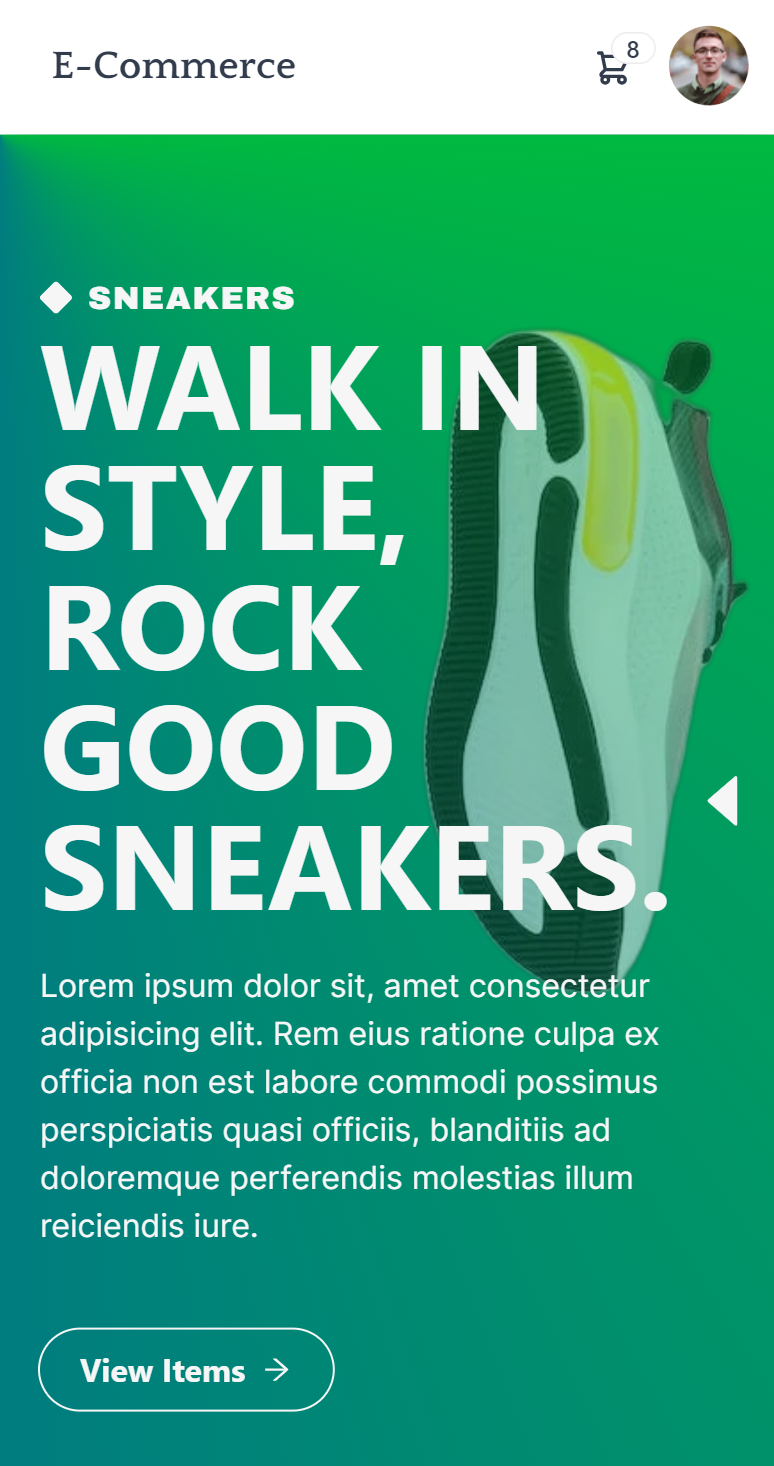 E-Commerce
8
SNEAKERS
WALK IN
STYLE,
ROCK
GOOD
SNEAKERS.
Lorem ipsum dolor sit, amet consectetur
adipisicing elit. Rem eius ratione culpa ex
officia non est labore commodi possimus
perspiciatis quasi officiis, blanditiis ad
doloremque perferendis molestias illum
reiciendis iure.
View Items